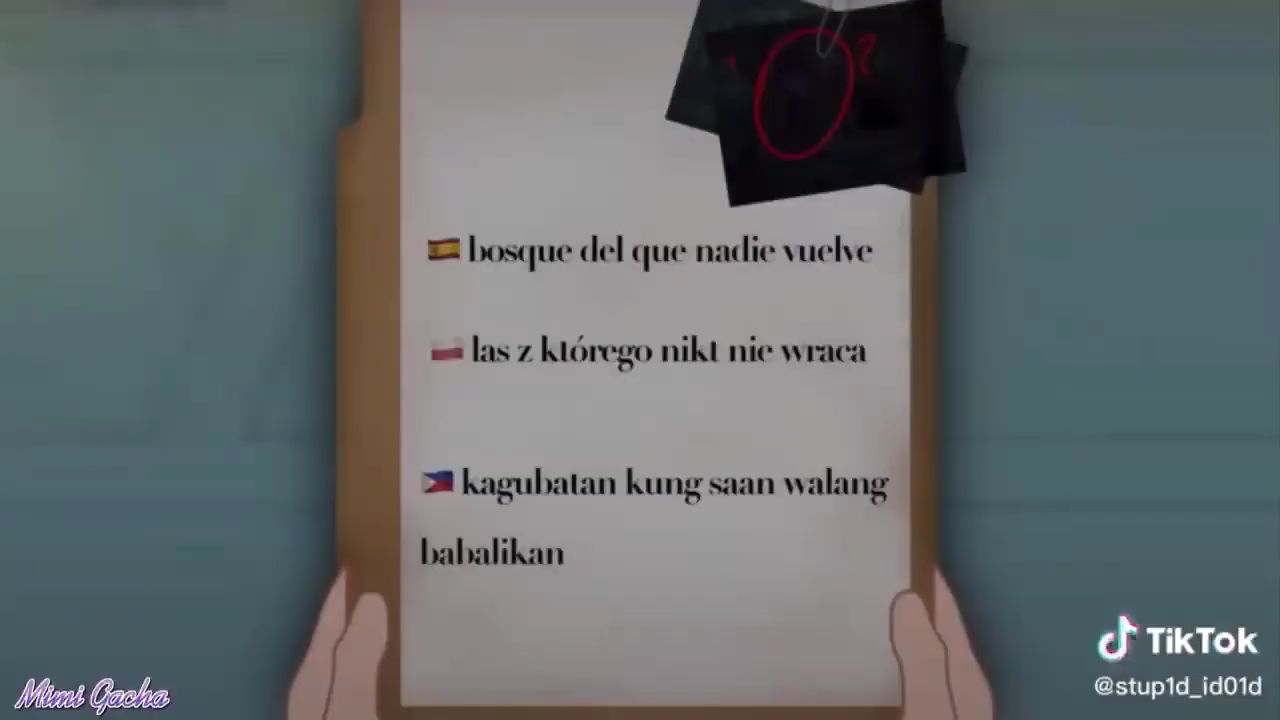 🇪🇸 bosque del que nadie vuelve
🇵🇱 las z którego nikt nie wraca
🇵🇭 kagubatan kung saan walang
babalikan
TikTok
@stup1d_id01d
Mimi Gacha